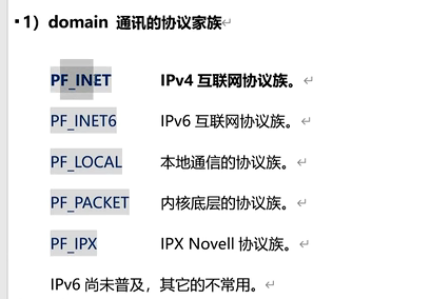 1）domain 通讯的协议家族
PF_INET IPv4 互联网协议族。
PF_INET6 IPv6 互联网协议族。
PF_LOCAL 本地通信的协议族。
PF_PACKET 内核底层的协议族。
PF_IPX IPX Novell 协议族。
IPv6 尚未普及，其它的不常用。